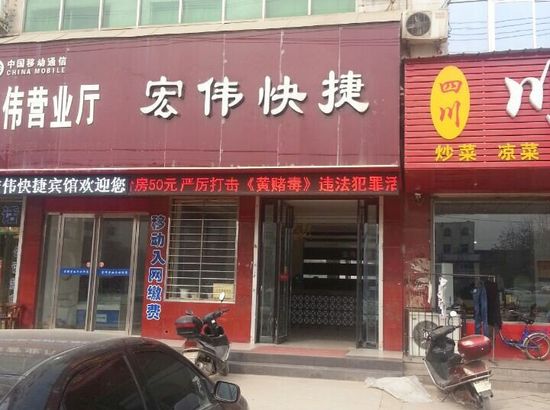 中国移动通信
CHINA MOBILE
伟营业厅
宏伟快捷
伟快捷宾馆欢迎您
房50元 严厉打击《黄赌毒》违法犯罪活
移动入网缴费
四川
炒菜 凉菜